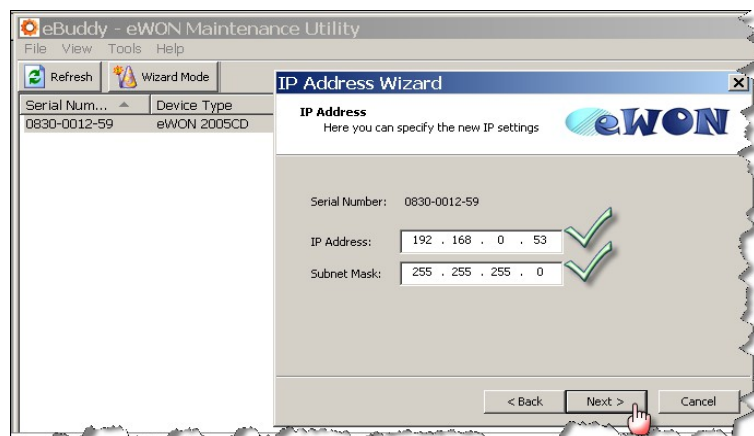 eBuddy - eWON Maintenance Utility
File View Tools Help
Refresh Wizard Mode
Serial Num... Device Type
0830-0012-59 eWON 2005CD
IP Address Wizard
IP Address
Here you can specify the new IP settings
eWON
Serial Number: 0830-0012-59
IP Address: 192 . 168 . 0 . 53
Subnet Mask: 255 . 255 . 255 . 0
< Back Next > Cancel